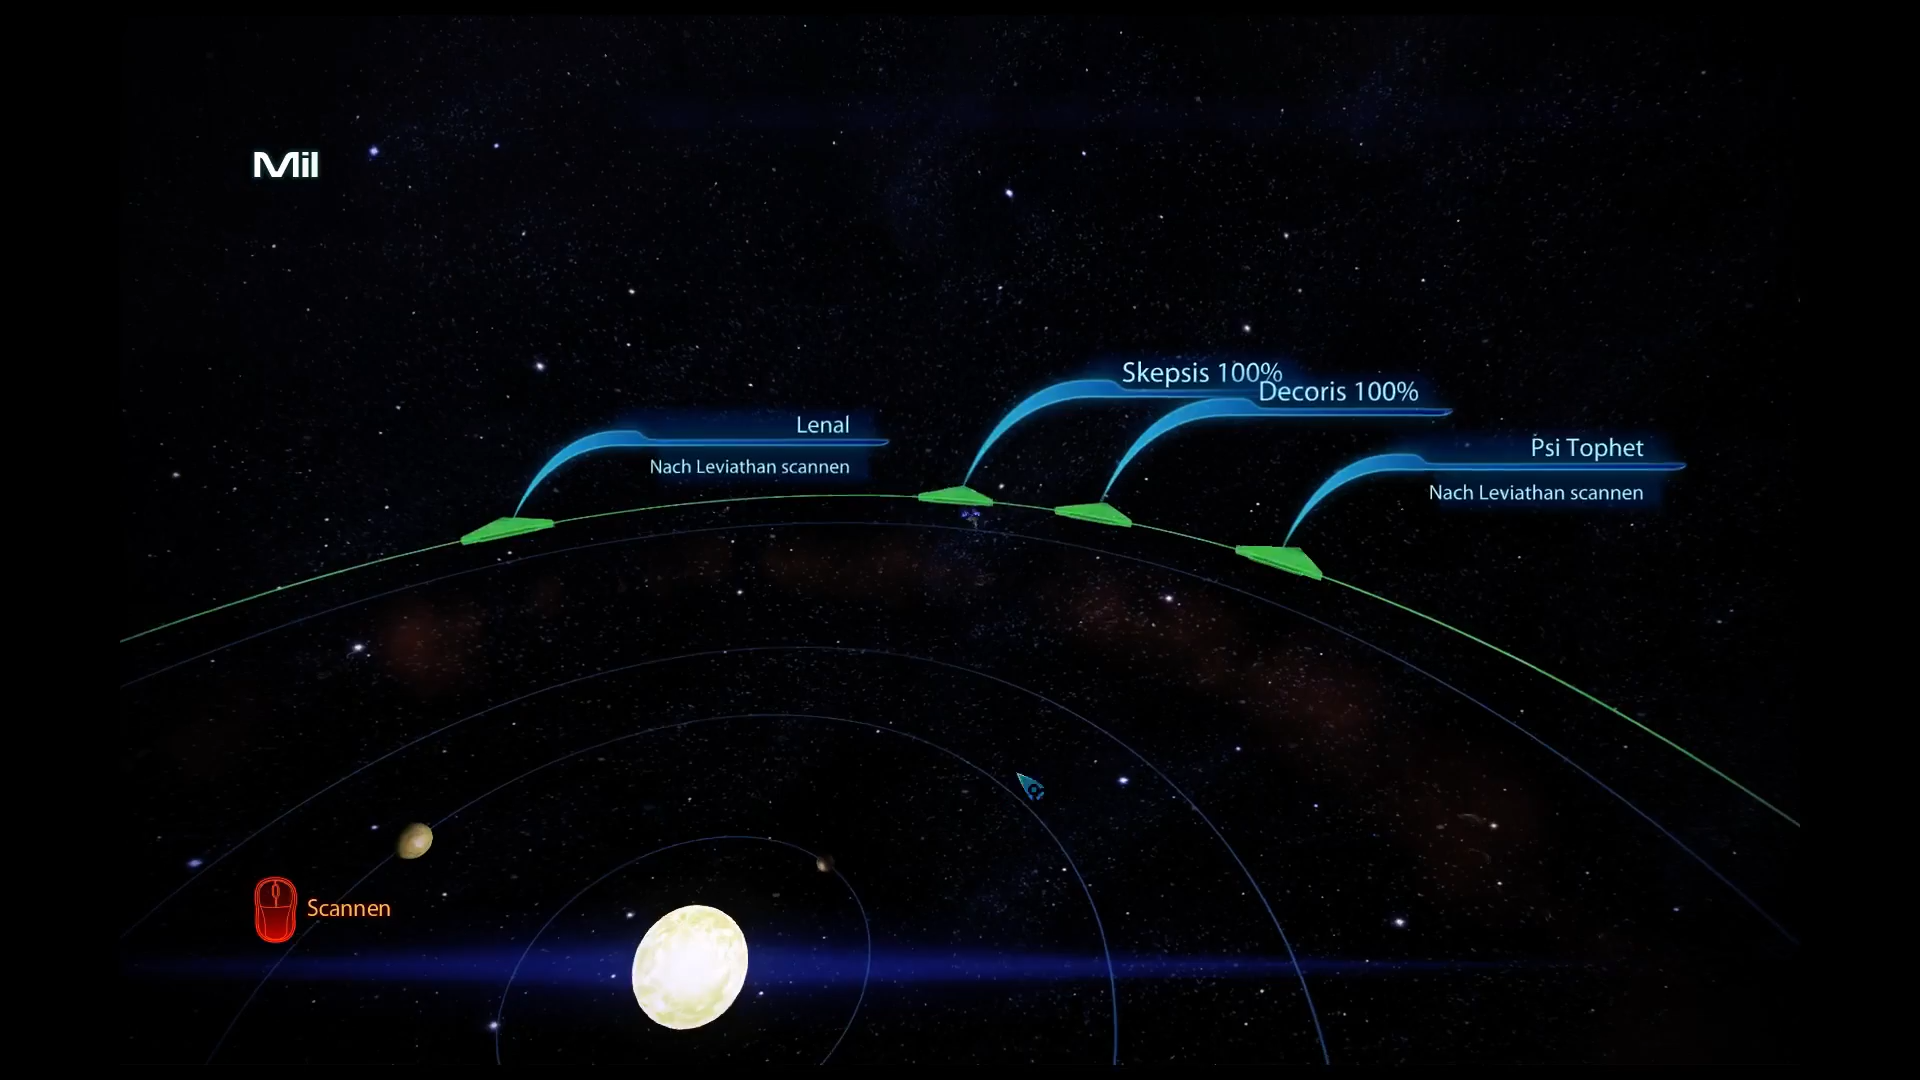 Mil
Skepsis 100%
Decoris 100%
Lenal
Nach Leviathan scannen
Psi Tophet
Nach Leviathan scannen
Scannen